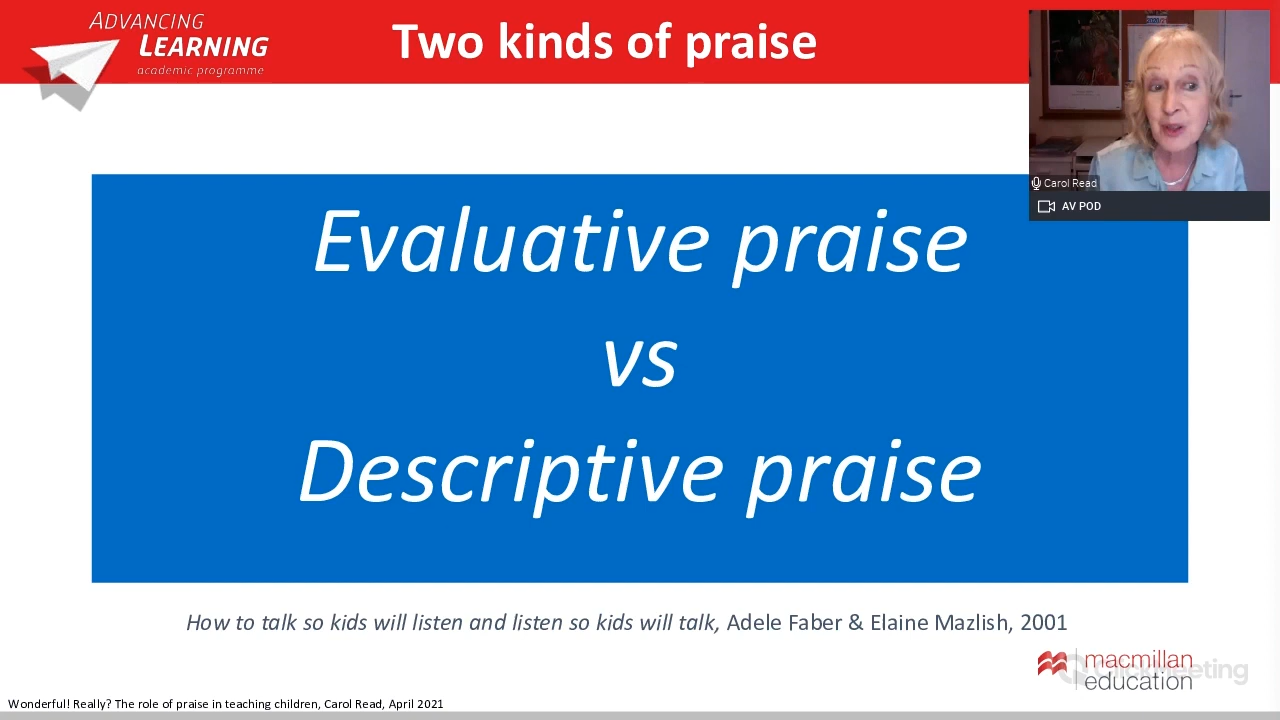 ADVANCING
LEARNING
academic programme
Two kinds of praise
Carol Read
AV POD
Evaluative praise
vs
Descriptive praise
How to talk so kids will listen and listen so kids will talk, Adele Faber & Elaine Mazlish, 2001
macmillan
education
ClickMeeting
Wonderful! Really? The role of praise in teaching children, Carol Read, April 2021